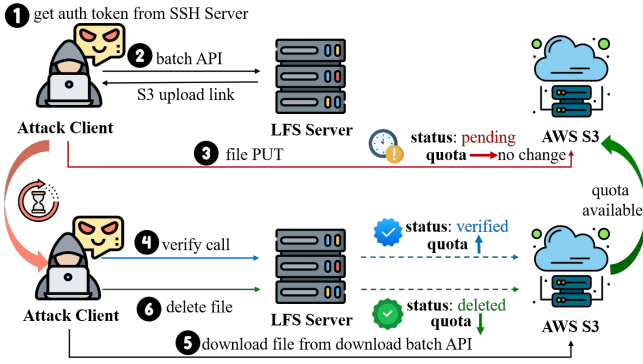 1 get auth token from SSH Server
2 batch API
S3 upload link
Attack Client
LFS Server
AWS S3
status: pending
quota no change
3 file PUT
quota
available
4 verify call
status: verified
quota
6 delete file
status: deleted
quota
Attack Client
LFS Server
AWS S3
5 download file from download batch API